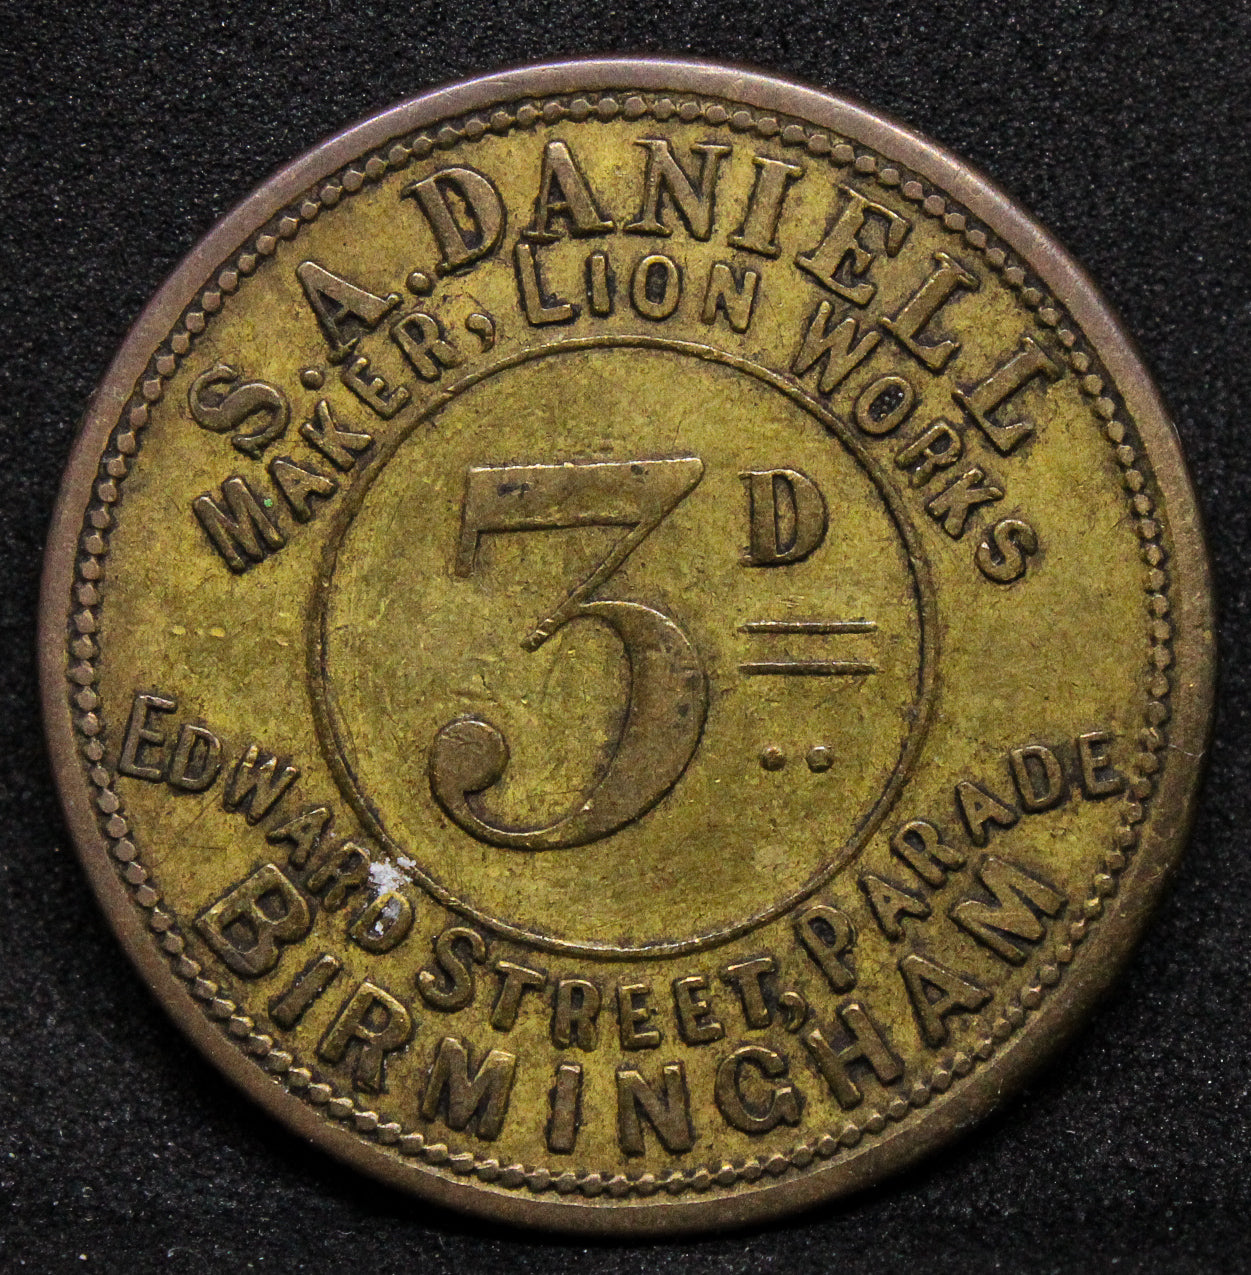 S. A. DANIELL
MAKER, LION WORKS
3D
EDWARD STREET, PARADE
BIRMINGHAM